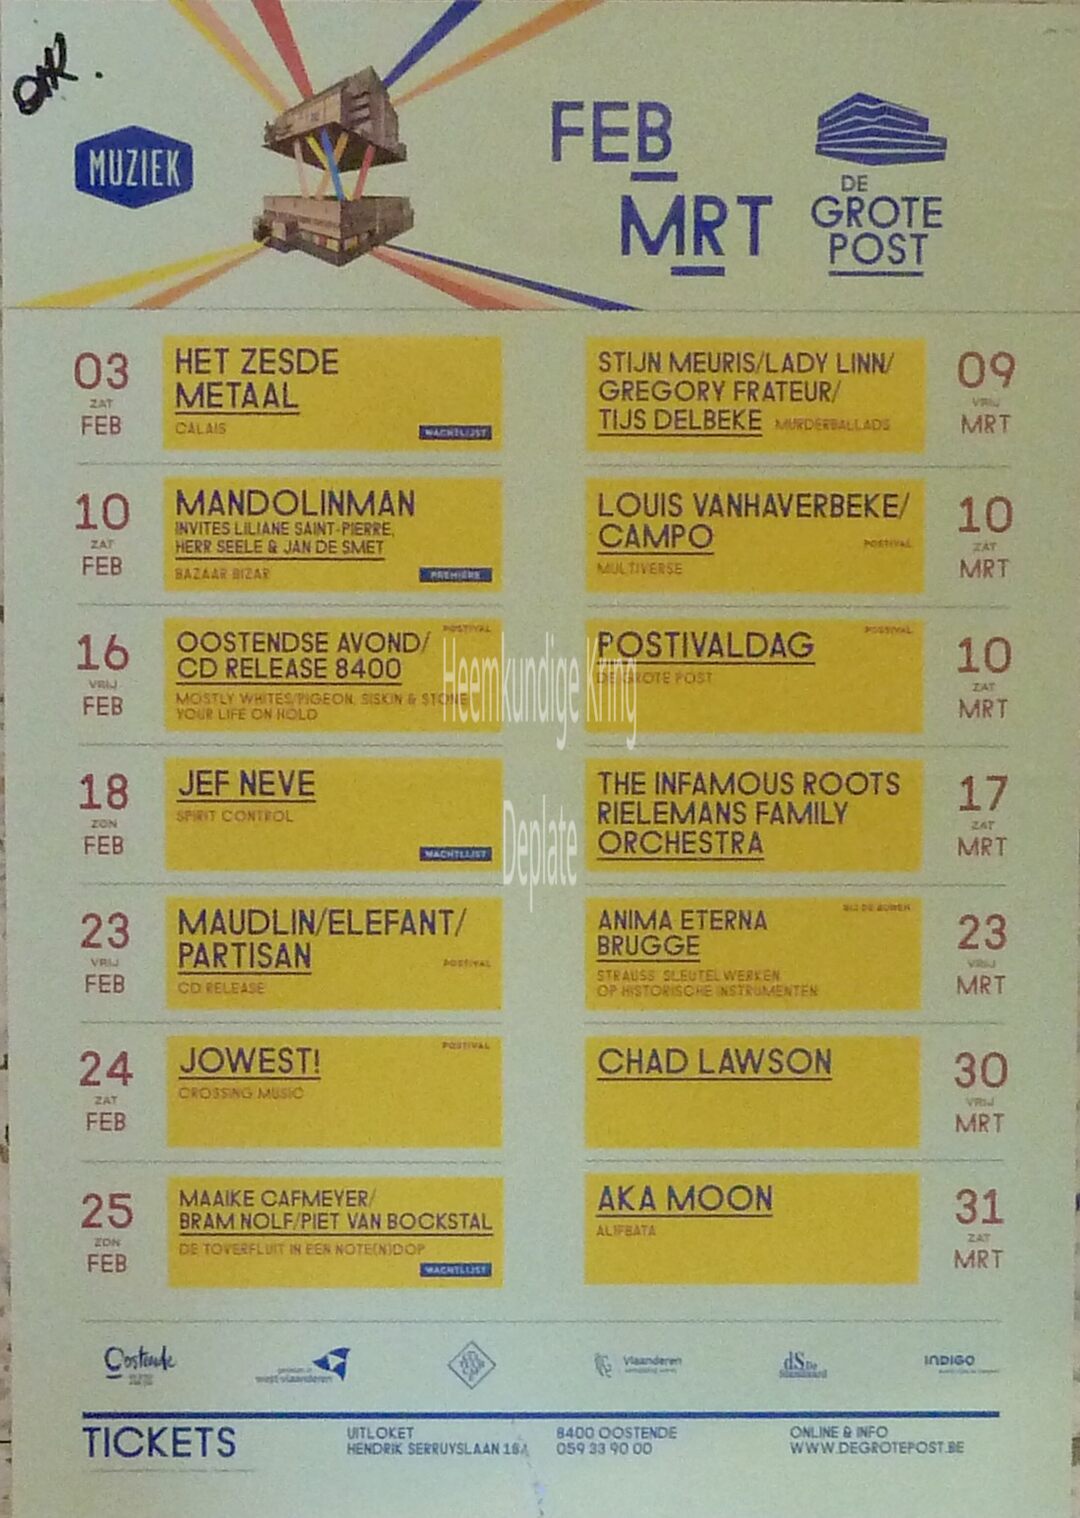 MUZIEK
FEB
MRT
DE
GROTE
POST
03
ZAT
FEB
HET ZESDE
METAAL
CALAIS
WACHTLIJST
10
ZAT
FEB
MANDOLINMAN
INVITES LILIANE SAINT-PIERRE,
HERR SEELE & JAN DE SMET
BAZAAR BIZAR
PREMIÈRE
16
VRIJ
FEB
POSTIVAL
OOSTENDSE AVOND/
CD RELEASE 8400
MOSTLY WHITES/PIGEON, SISKIN & STONE
YOUR LIFE ON HOLD
18
ZON
FEB
JEF NEVE
SPIRIT CONTROL
WACHTLIJST
23
VRIJ
FEB
MAUDLIN/ELEFANT/
PARTISAN
POSTIVAL
CD RELEASE
24
ZAT
FEB
POSTIVAL
JOWEST!
CROSSING MUSIC
25
ZON
FEB
MAAIKE CAFMEYER/
BRAM NOLF/PIET VAN BOCKSTAL
DE TOVERFLUIT IN EEN NOTE(N)DOP
WACHTLIJST
STIJN MEURIS/LADY LINN/
GREGORY FRATEUR/
TIJS DELBEKE MURDERBALLADS
09
VRIJ
MRT
LOUIS VANHAVERBEKE/
CAMPO
POSTIVAL
MULTIVERSE
10
ZAT
MRT
POSTIVAL
POSTIVALDAG
DE GROTE POST
10
ZAT
MRT
THE INFAMOUS ROOTS
RIELEMANS FAMILY
ORCHESTRA
17
ZAT
MRT
BIJ DE BUREN
ANIMA ETERNA
BRUGGE
STRAUSS' SLEUTELWERKEN
OP HISTORISCHE INSTRUMENTEN
23
VRIJ
MRT
CHAD LAWSON
30
VRIJ
MRT
AKA MOON
ALIFBATA
31
ZAT
MRT
Heemkundige Kring
Deplate
Oostende
west-vlaanderen
Vlaanderen
dS De
Standaard
INDIGO
TICKETS
UITLOKET
HENDRIK SERRUYSLAAN 18A
8400 OOSTENDE
059 33 90 00
ONLINE & INFO
WWW.DEGROTEPOST.BE